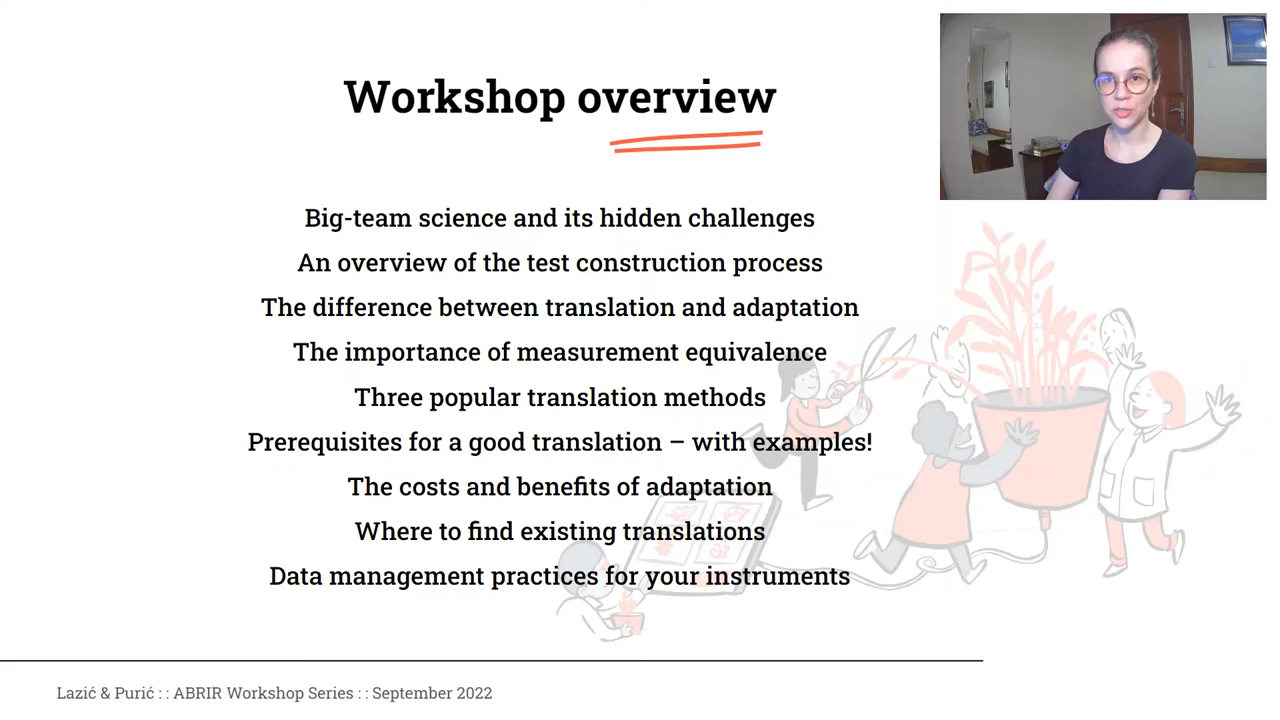 Workshop overview
Big-team science and its hidden challenges
An overview of the test construction process
The difference between translation and adaptation
The importance of measurement equivalence
Three popular translation methods
Prerequisites for a good translation – with examples!
The costs and benefits of adaptation
Where to find existing translations
Data management practices for your instruments
Lazić & Purić : : ABRIR Workshop Series : : September 2022